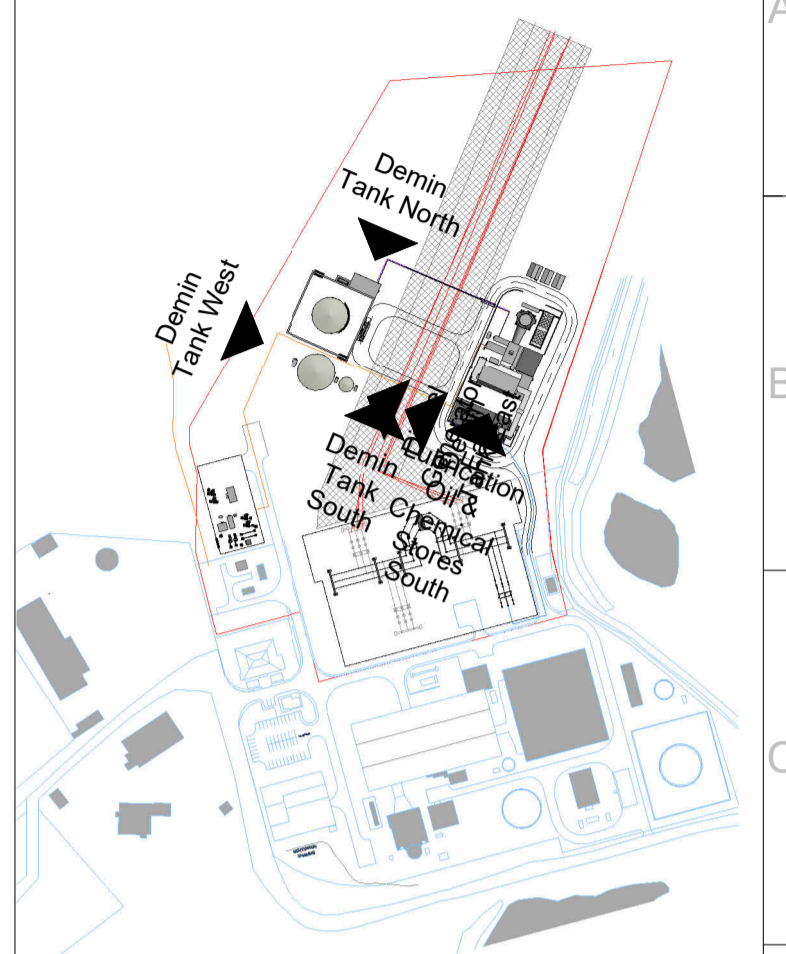 A
Demin
Tank North
Demin
Tank West
B
Demin
Tank
South
Lubrication
Oil &
Chemical
Stores
South
C